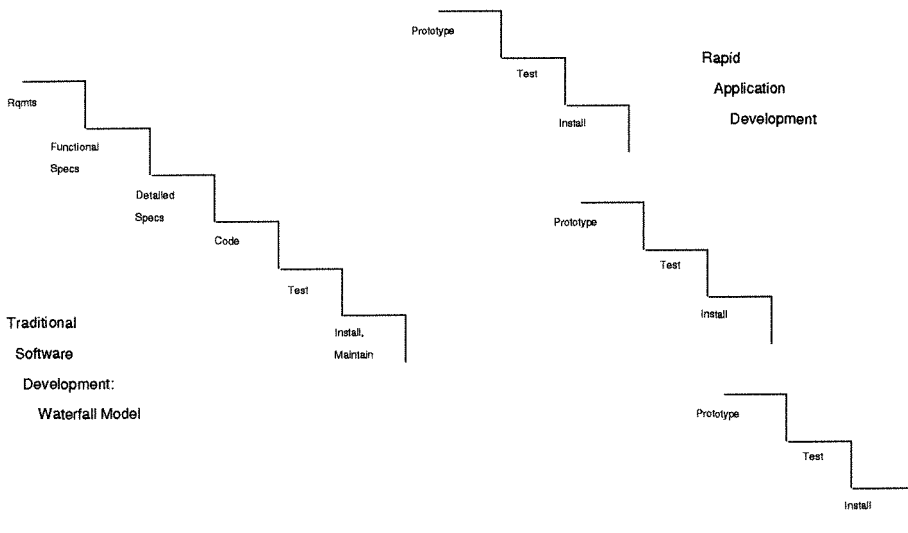 Rqmts
Functional
Specs
Detailed
Specs
Code
Test
Install,
Maintain
Traditional
Software
Development:
Waterfall Model
Prototype
Test
Install
Rapid
Application
Development
Prototype
Test
Install
Prototype
Test
Install